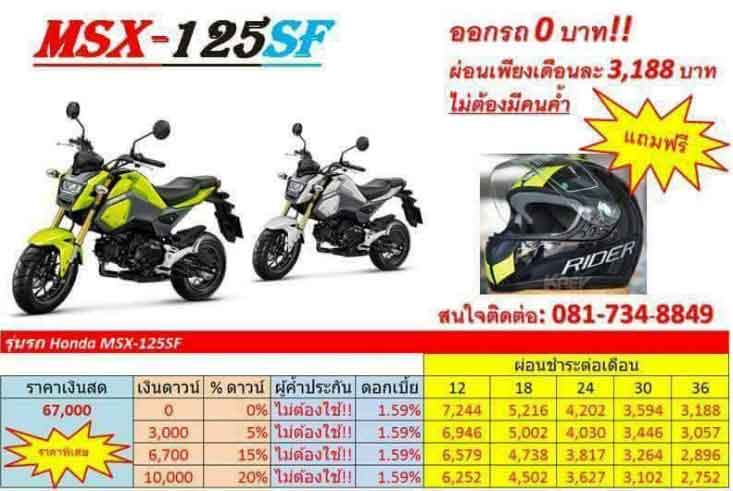 MSX-125SF
ออกรถ 0 บาท!!
ผ่อนเพียงเดือนละ 3,188 บาท
ไม่ต้องมีคนค้ำ
แถมฟรี
RIDER
สนใจติดต่อ: 081-734-8849
รุ่นรถ Honda MSX-125SF
ผ่อนชำระต่อเดือน
ราคาเงินสด เงินดาวน์ % ดาวน์ ผู้ค้ำประกัน ดอกเบี้ย 12 18 24 30 36
67,000 0 0% ไม่ต้องใช้!! 1.59% 7,244 5,216 4,202 3,594 3,188
3,000 5% ไม่ต้องใช้!! 1.59% 6,946 5,002 4,030 3,446 3,057
ราคาพิเศษ 6,700 15% ไม่ต้องใช้!! 1.59% 6,579 4,738 3,817 3,264 2,896
10,000 20% ไม่ต้องใช้!! 1.59% 6,252 4,502 3,627 3,102 2,752